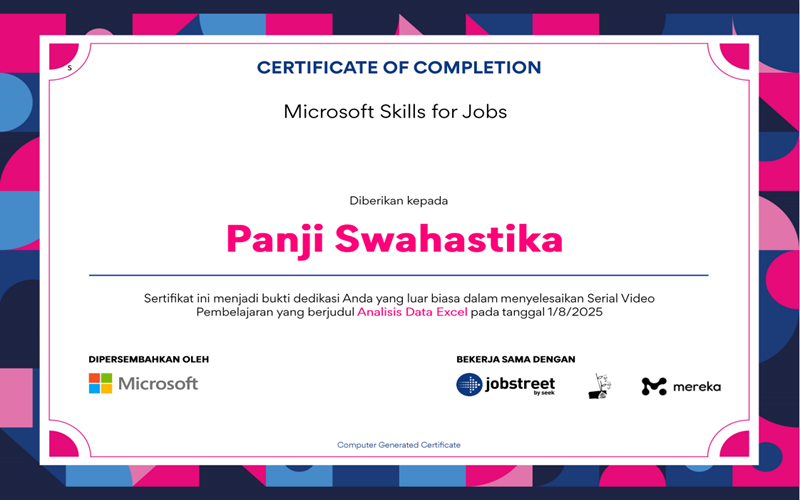 S
CERTIFICATE OF COMPLETION
Microsoft Skills for Jobs
Diberikan kepada
Panji Swahastika
Sertifikat ini menjadi bukti dedikasi Anda yang luar biasa dalam menyelesaikan Serial Video
Pembelajaran yang berjudul Analisis Data Excel pada tanggal 1/8/2025
DIPERSEMBAHKAN OLEH
Microsoft
BEKERJA SAMA DENGAN
jobstreet
by seek
mereka
Computer Generated Certificate